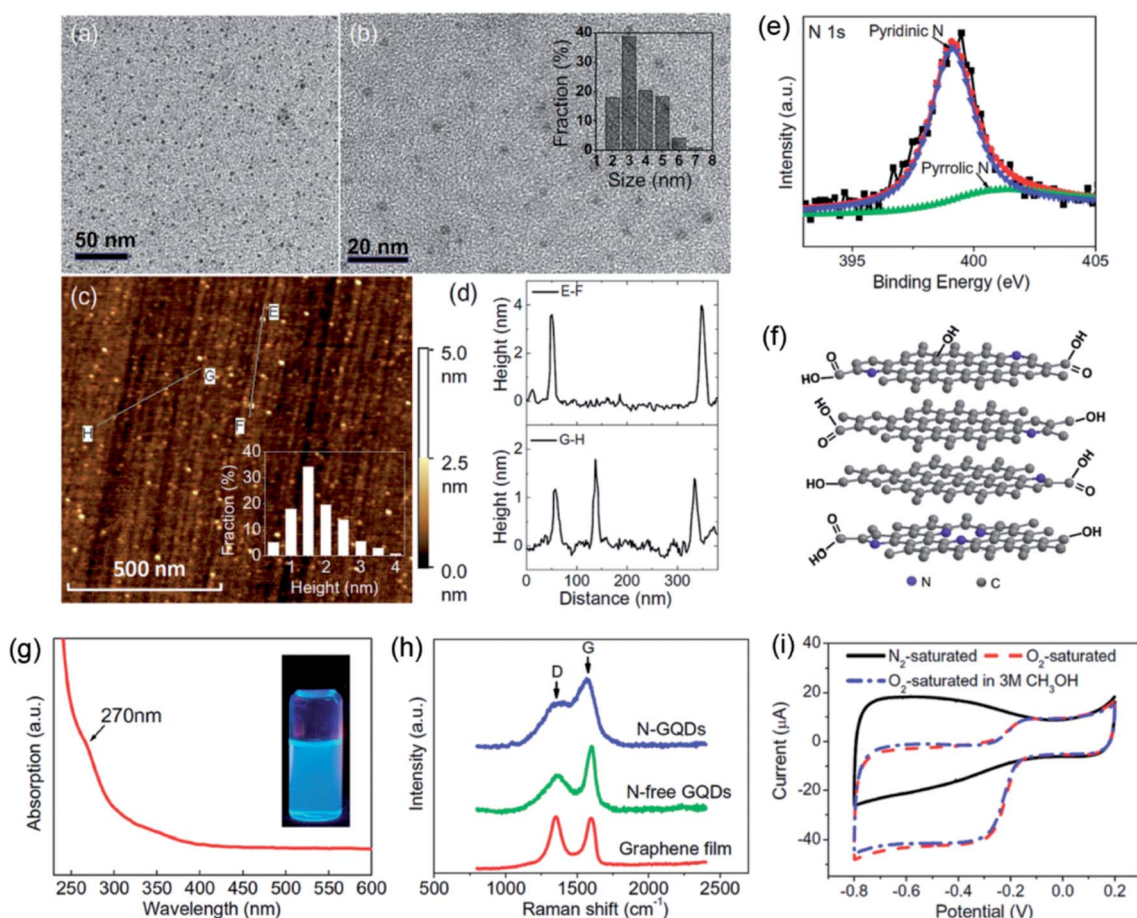 (a)
50 nm
(b)
20 nm
Fraction (%)
40
30
20
10
0
1 2 3 4 5 6 7 8
Size (nm)
(c)
E
G
H
F
500 nm
Fraction (%)
40
30
20
10
0
1 2 3 4
Height (nm)
5.0
nm
2.5
nm
0.0
nm
(d)
E-F
Height (nm)
4
2
0
G-H
Height (nm)
2
1
0
0 100 200 300
Distance (nm)
(e)
N 1s
Pyridinic N
Pyrrolic N
Intensity (a.u.)
395 400 405
Binding Energy (eV)
(f)
OH
OH
O
HO
O
HO
O
OH
OH
HO
O
O
HO
OH
N
C
(g)
270nm
Absorption (a.u.)
250 300 350 400 450 500 550 600
Wavelength (nm)
(h)
G
D
N-GQDs
N-free GQDs
Graphene film
Intensity (a.u.)
500 1000 1500 2000 2500
Raman shift (cm⁻¹)
(i)
N₂-saturated
O₂-saturated
O₂-saturated in 3M CH₃OH
Current (μA)
40
20
0
-20
-40
-0.8 -0.6 -0.4 -0.2 0.0 0.2
Potential (V)